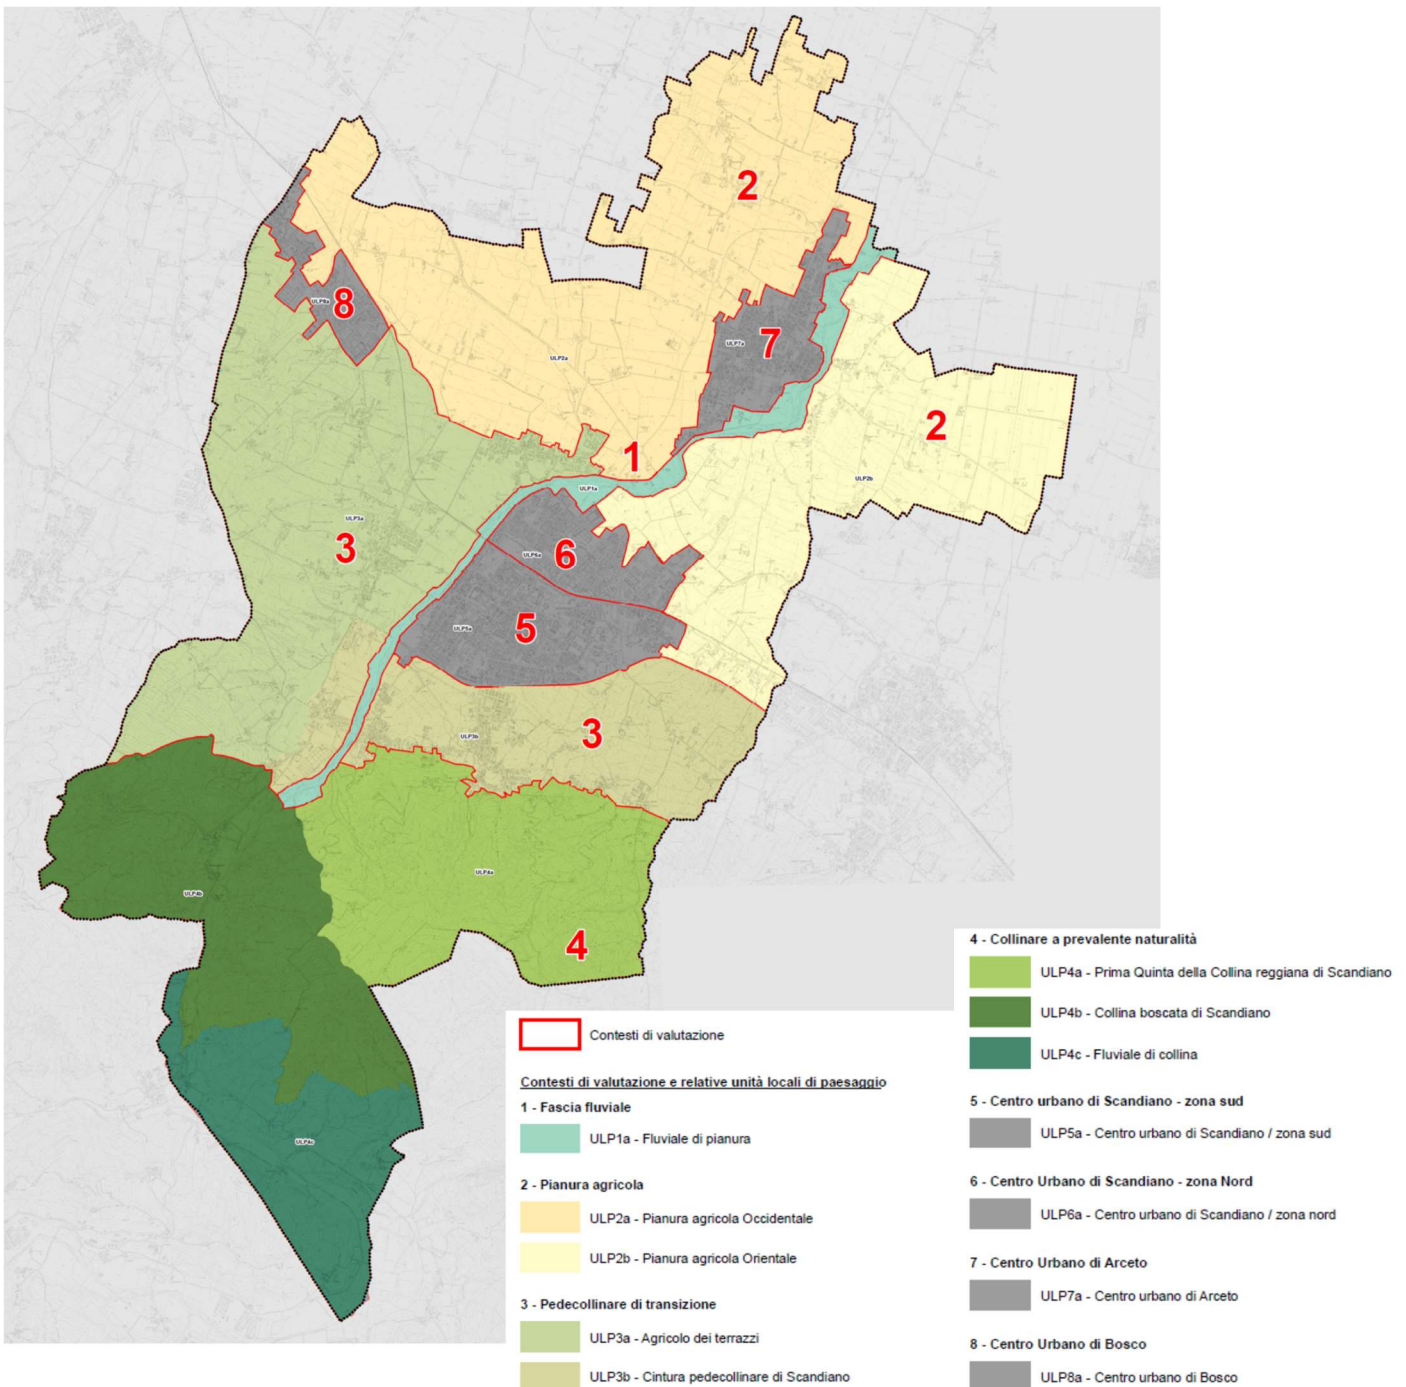 2
8
ULP8a
7
ULP7a
ULP2a
2
1
ULP2b
ULP1a
ULP3a
3
ULP6a
6
5
ULP5a
3
ULP3b
ULP4a
ULP4b
4
ULP4c
Contesti di valutazione
Contesti di valutazione e relative unità locali di paesaggio
1 - Fascia fluviale
ULP1a - Fluviale di pianura
2 - Pianura agricola
ULP2a - Pianura agricola Occidentale
ULP2b - Pianura agricola Orientale
3 - Pedecollinare di transizione
ULP3a - Agricolo dei terrazzi
ULP3b - Cintura pedecollinare di Scandiano
4 - Collinare a prevalente naturalità
ULP4a - Prima Quinta della Collina reggiana di Scandiano
ULP4b - Collina boscata di Scandiano
ULP4c - Fluviale di collina
5 - Centro urbano di Scandiano - zona sud
ULP5a - Centro urbano di Scandiano / zona sud
6 - Centro Urbano di Scandiano - zona Nord
ULP6a - Centro urbano di Scandiano / zona nord
7 - Centro Urbano di Arceto
ULP7a - Centro urbano di Arceto
8 - Centro Urbano di Bosco
ULP8a - Centro urbano di Bosco